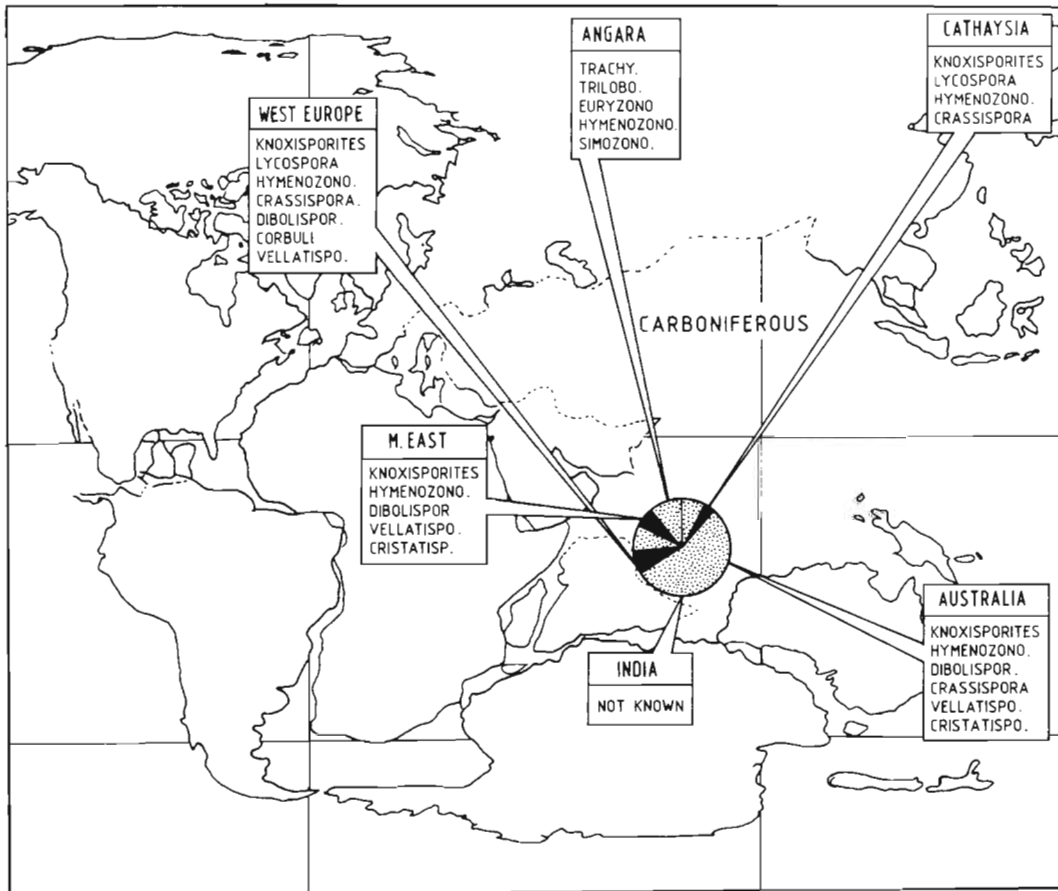 ANGARA
TRACHY.
TRILOBO.
EURYZONO
HYMENOZONO.
SIMOZONO.
CATHAYSIA
KNOXISPORITES
LYCOSPORA
HYMENOZONO.
CRASSISPORA
WEST EUROPE
KNOXISPORITES
LYCOSPORA
HYMENOZONO.
CRASSISPORA.
DIBOLISPOR.
CORBULI
VELLATISPO.
CARBONIFEROUS
M. EAST
KNOXISPORITES
HYMENOZONO.
DIBOLISPOR
VELLATISPO.
CRISTATISP.
AUSTRALIA
KNOXISPORITES
HYMENOZONO.
DIBOLISPOR.
CRASSISPORA
VELLATISPO.
CRISTATISPO.
INDIA
NOT KNOWN